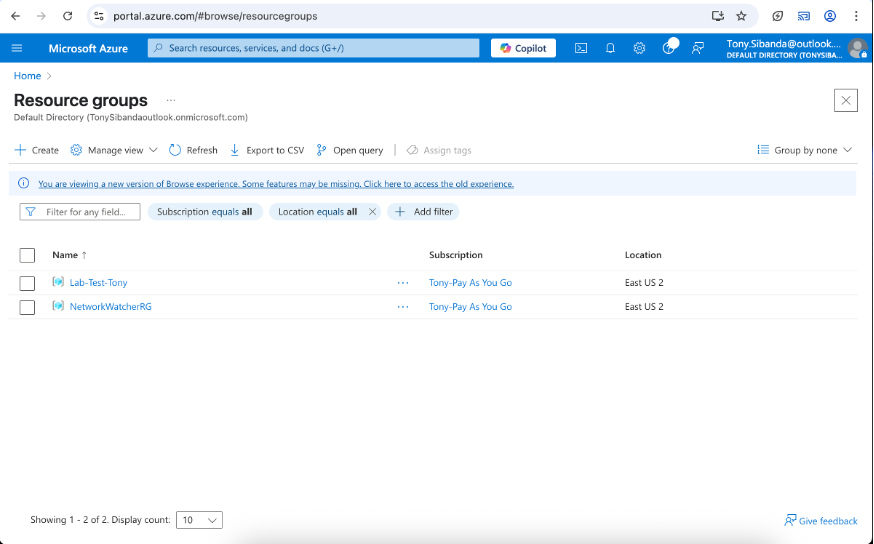 portal.azure.com/#browse/resourcegroups
Microsoft Azure
Search resources, services, and docs (G+/)
Copilot
Tony.Sibanda@outlook....
DEFAULT DIRECTORY (TONYSIBA...
Home
Resource groups ...
Default Directory (TonySibandaoutlook.onmicrosoft.com)
Create Manage view Refresh Export to CSV Open query Assign tags Group by none
You are viewing a new version of Browse experience. Some features may be missing. Click here to access the old experience.
Filter for any field... Subscription equals all Location equals all Add filter
Name ↑ Subscription Location
Lab-Test-Tony ... Tony-Pay As You Go East US 2
NetworkWatcherRG ... Tony-Pay As You Go East US 2
Showing 1 - 2 of 2. Display count: 10 Give feedback